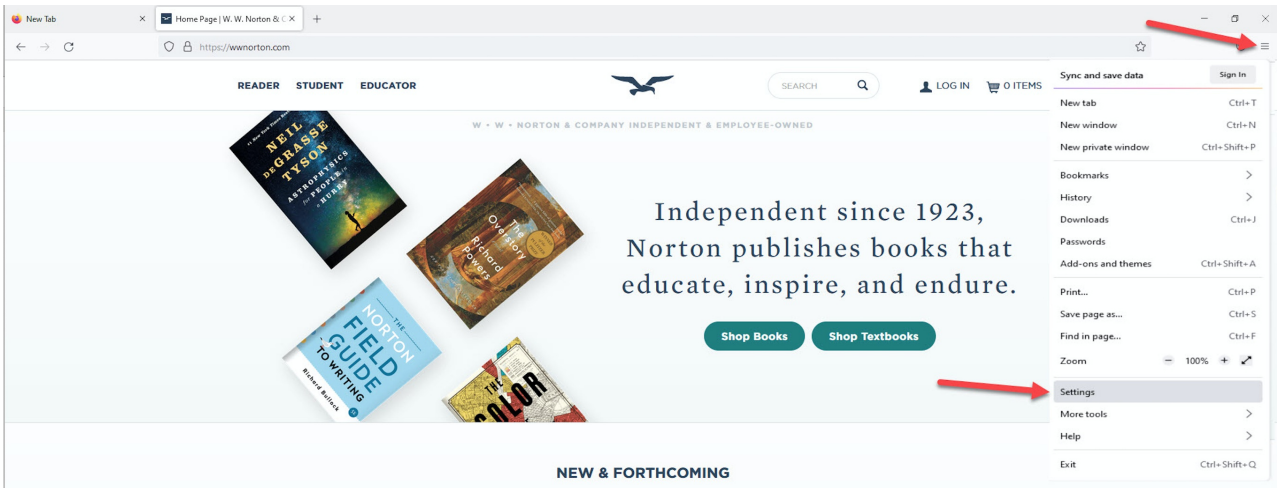 New Tab
Home Page | W. W. Norton & C
https://wwnorton.com
READER STUDENT EDUCATOR
SEARCH
LOG IN
0 ITEMS
W • W • NORTON & COMPANY INDEPENDENT & EMPLOYEE-OWNED
NEIL
DEGRASSE
TYSON
ASTROPHYSICS
for PEOPLE in
a HURRY
The
Overstory
Richard
Powers
THE
NORTON
FIELD
GUIDE
TO WRITING
Richard Bullock
THE
COLOR
Independent since 1923,
Norton publishes books that
educate, inspire, and endure.
Shop Books
Shop Textbooks
NEW & FORTHCOMING
Sync and save data Sign In
New tab Ctrl+T
New window Ctrl+N
New private window Ctrl+Shift+P
Bookmarks
History
Downloads Ctrl+J
Passwords
Add-ons and themes Ctrl+Shift+A
Print... Ctrl+P
Save page as... Ctrl+S
Find in page... Ctrl+F
Zoom − 100% +
Settings
More tools
Help
Exit Ctrl+Shift+Q